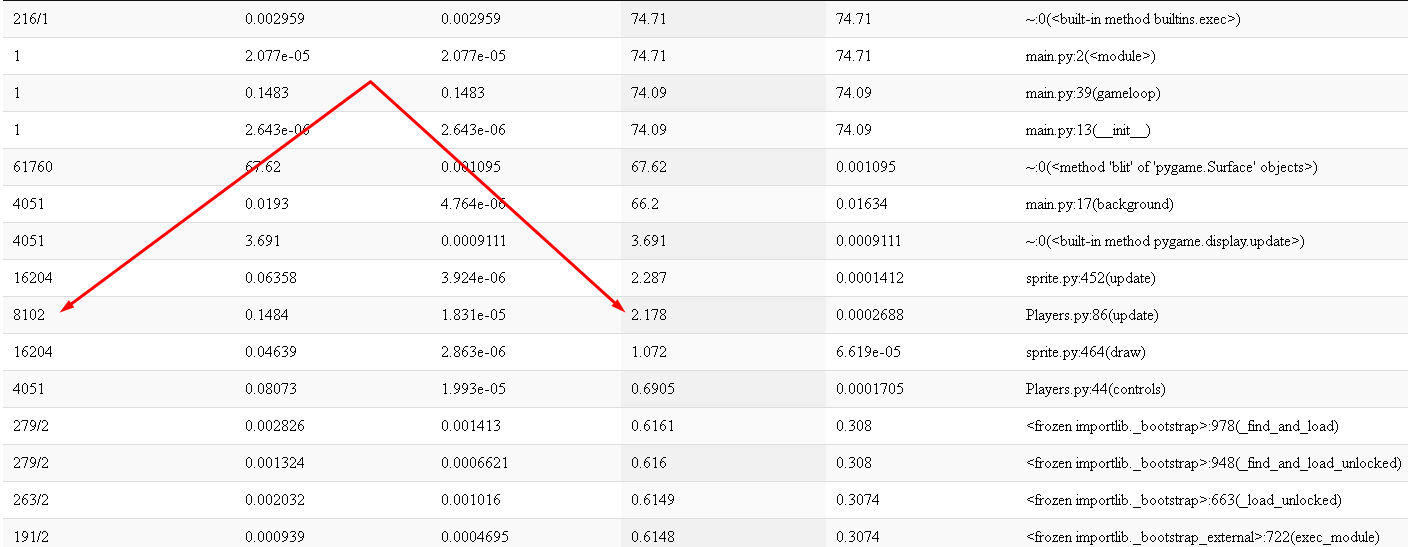 216/1 0.002959 0.002959 74.71 74.71 ~:0(<built-in method builtins.exec>)
1 2.077e-05 2.077e-05 74.71 74.71 main.py:2(<module>)
1 0.1483 0.1483 74.09 74.09 main.py:39(gameloop)
1 2.643e-06 2.643e-06 74.09 74.09 main.py:13(__init__)
61760 67.62 0.001095 67.62 0.001095 ~:0(<method 'blit' of 'pygame.Surface' objects>)
4051 0.0193 4.764e-06 66.2 0.01634 main.py:17(background)
4051 3.691 0.0009111 3.691 0.0009111 ~:0(<built-in method pygame.display.update>)
16204 0.06358 3.924e-06 2.287 0.0001412 sprite.py:452(update)
8102 0.1484 1.831e-05 2.178 0.0002688 Players.py:86(update)
16204 0.04639 2.863e-06 1.072 6.619e-05 sprite.py:464(draw)
4051 0.08073 1.993e-05 0.6905 0.0001705 Players.py:44(controls)
279/2 0.002826 0.001413 0.6161 0.308 <frozen importlib._bootstrap>:978(_find_and_load)
279/2 0.001324 0.0006621 0.616 0.308 <frozen importlib._bootstrap>:948(_find_and_load_unlocked)
263/2 0.002032 0.001016 0.6149 0.3074 <frozen importlib._bootstrap>:663(_load_unlocked)
191/2 0.000939 0.0004695 0.6148 0.3074 <frozen importlib._bootstrap_external>:722(exec_module)